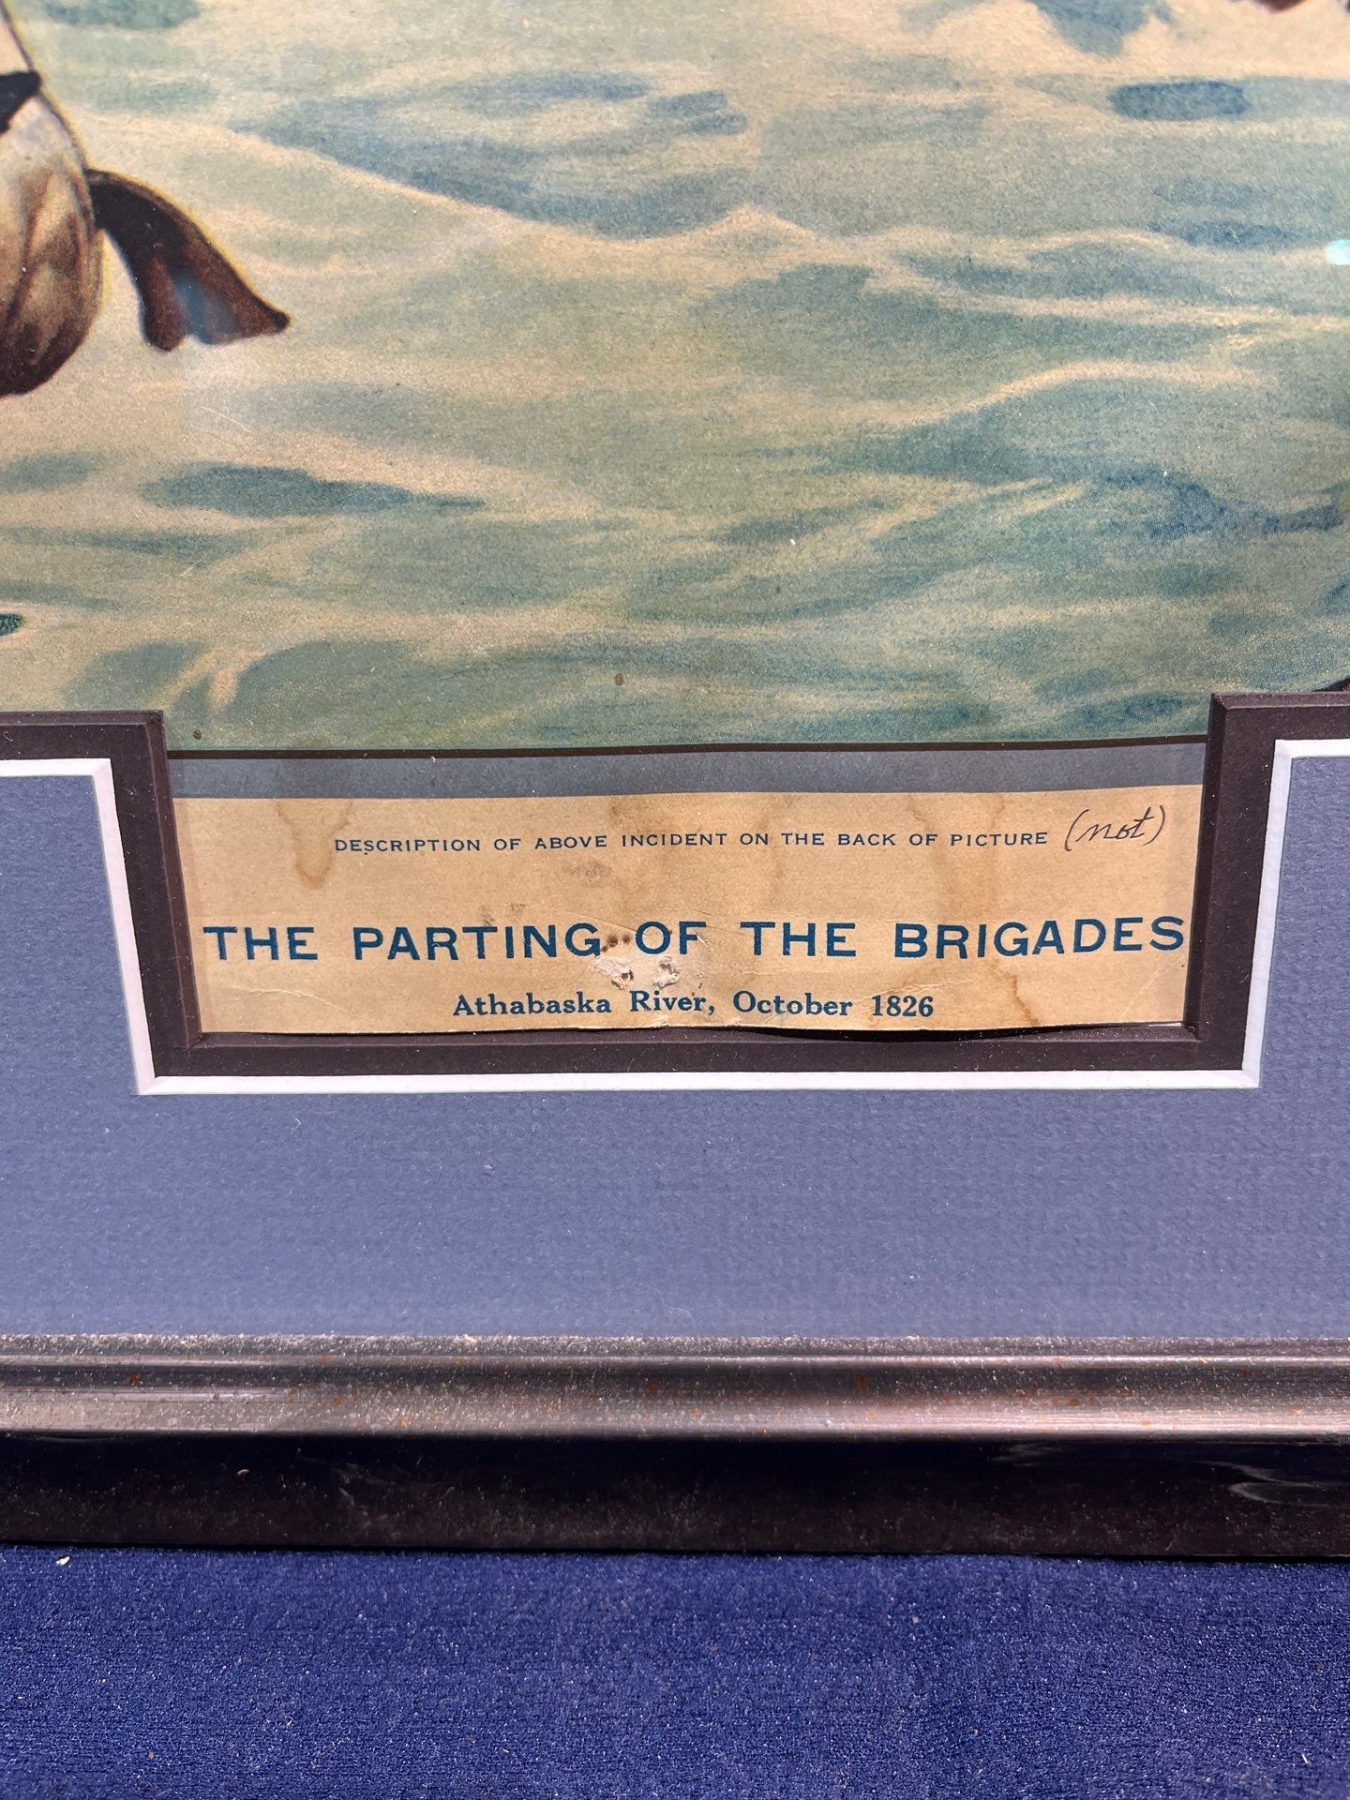 DESCRIPTION OF ABOVE INCIDENT ON THE BACK OF PICTURE (not)
THE PARTING OF THE BRIGADES
Athabaska River, October 1826